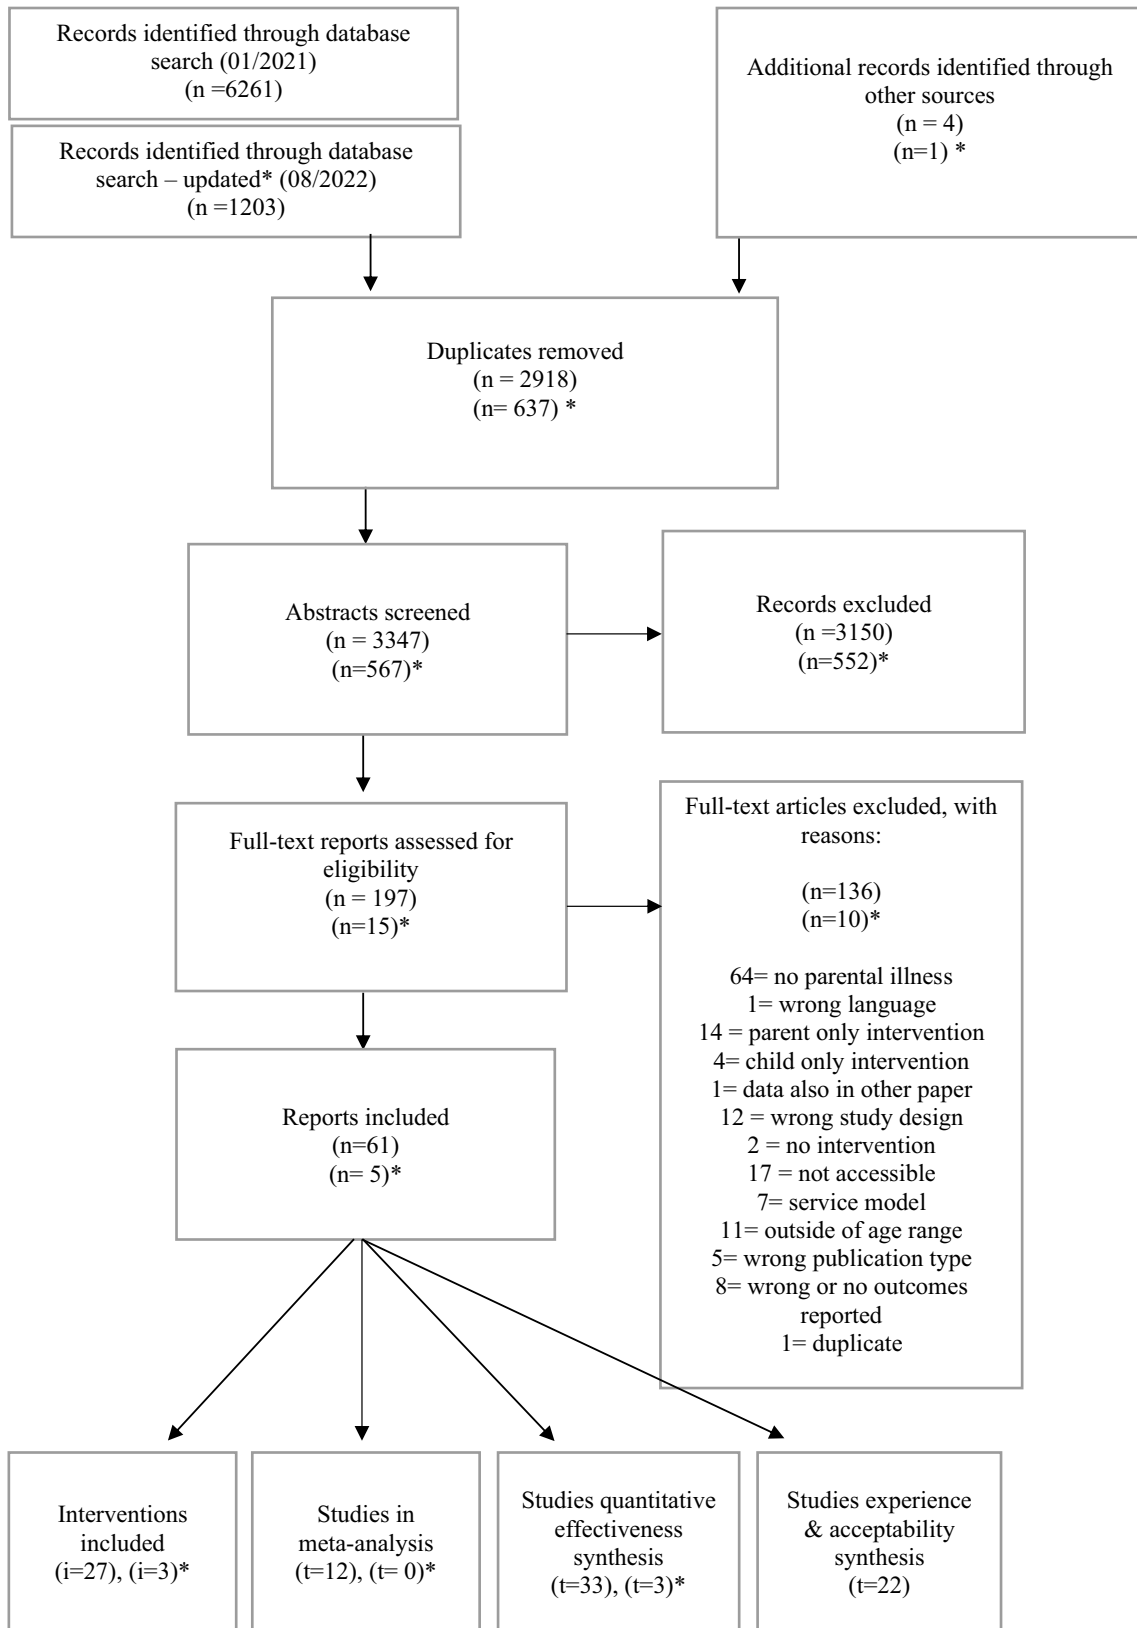 Records identified through database
search (01/2021)
(n =6261)
Records identified through database
search – updated* (08/2022)
(n =1203)
Additional records identified through
other sources
(n = 4)
(n=1) *
Duplicates removed
(n = 2918)
(n= 637) *
Abstracts screened
(n = 3347)
(n=567)*
Records excluded
(n =3150)
(n=552)*
Full-text reports assessed for
eligibility
(n = 197)
(n=15)*
Full-text articles excluded, with
reasons:
(n=136)
(n=10)*
64= no parental illness
1= wrong language
14 = parent only intervention
4= child only intervention
1= data also in other paper
12 = wrong study design
2 = no intervention
17 = not accessible
7= service model
11= outside of age range
5= wrong publication type
8= wrong or no outcomes
reported
1= duplicate
Reports included
(n=61)
(n= 5)*
Interventions
included
(i=27), (i=3)*
Studies in
meta-analysis
(t=12), (t= 0)*
Studies quantitative
effectiveness
synthesis
(t=33), (t=3)*
Studies experience
& acceptability
synthesis
(t=22)